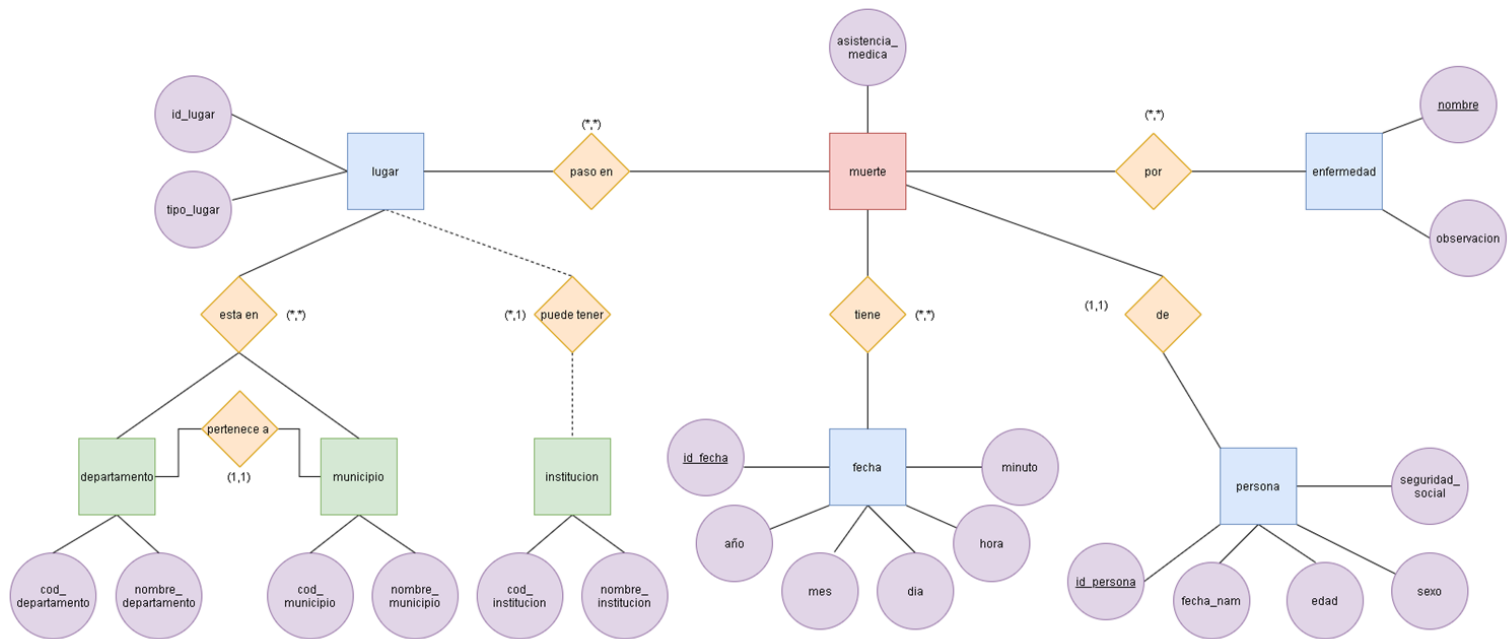 asistencia_
medica
id_lugar
nombre
(*,*)
(*,*)
lugar
paso en
muerte
por
enfermedad
tipo_lugar
observacion
esta en
(*,*)
(*,1)
puede tener
tiene
(*,*)
(1,1)
de
pertenece a
(1,1)
id_fecha
fecha
minuto
departamento
municipio
institucion
persona
seguridad_
social
año
hora
cod_
departamento
nombre_
departamento
cod_
municipio
nombre_
municipio
cod_
institucion
nombre_
institucion
mes
dia
id_persona
fecha_nam
edad
sexo